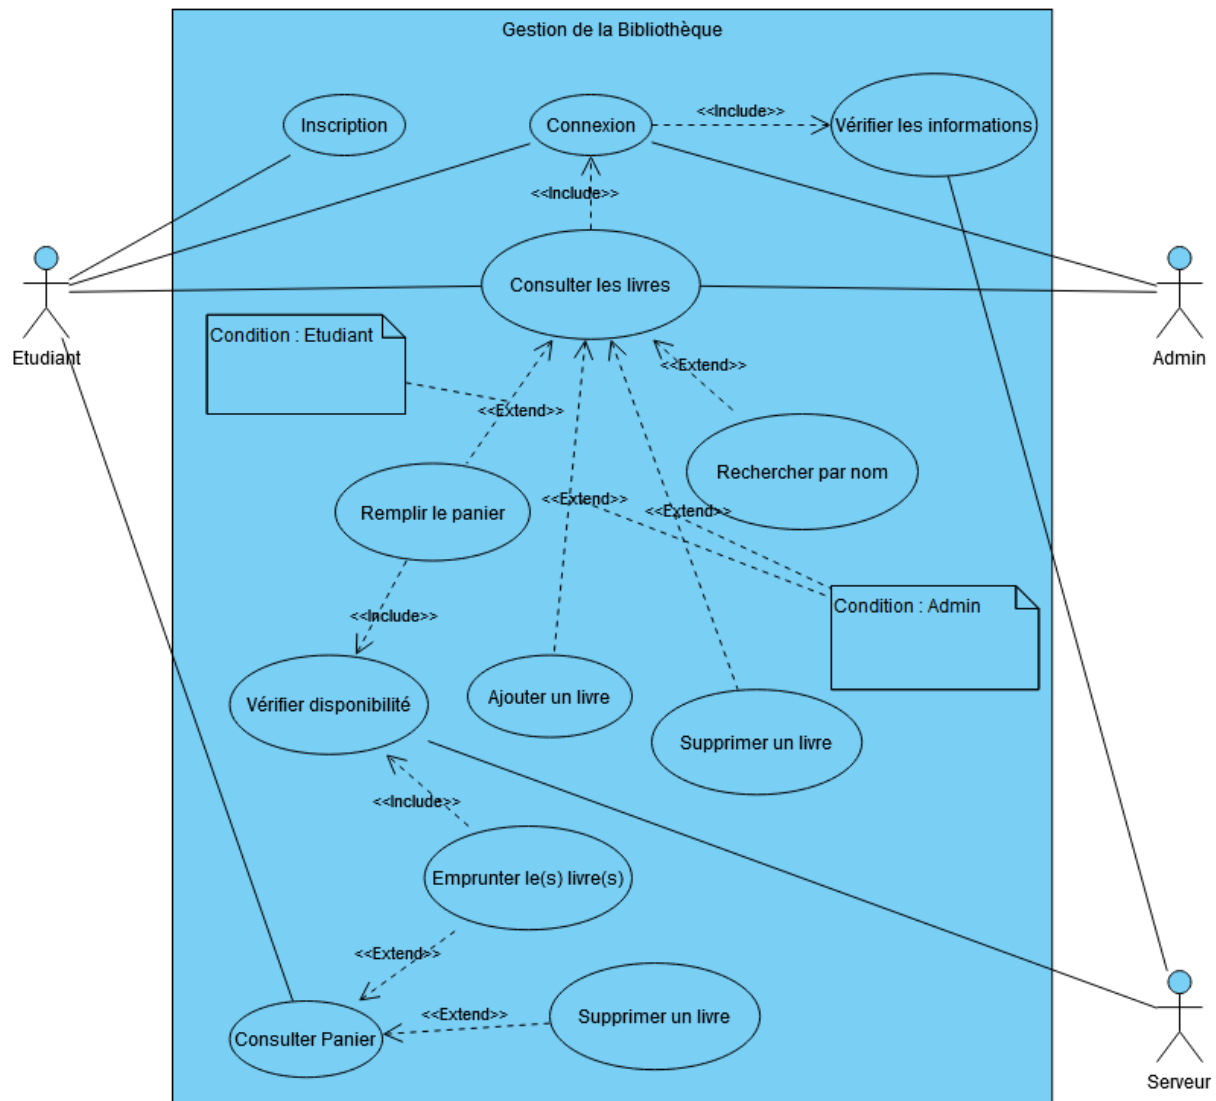 Gestion de la Bibliothèque
Inscription
Connexion
<<Include>>
Vérifier les informations
<<Include>>
Consulter les livres
Etudiant
Admin
Condition : Etudiant
<<Extend>>
<<Extend>>
Rechercher par nom
Remplir le panier
<<Extend>>
<<Extend>>
Condition : Admin
<<Include>>
Vérifier disponibilité
Ajouter un livre
Supprimer un livre
<<Include>>
Emprunter le(s) livre(s)
<<Extend>>
<<Extend>>
Supprimer un livre
Consulter Panier
Serveur